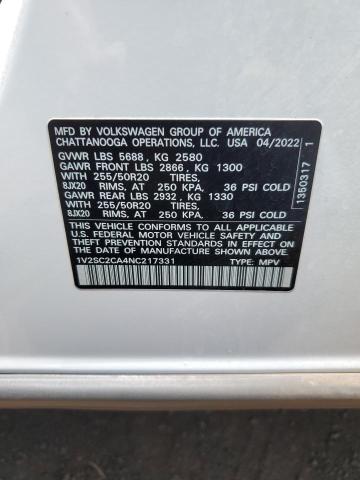 MFD BY VOLKSWAGEN GROUP OF AMERICA
CHATTANOOGA OPERATIONS, LLC. USA 04/2022
GVWR LBS 5688, KG 2580
GAWR FRONT LBS 2866, KG 1300
WITH 255/50R20 TIRES,
8JX20 RIMS, AT 250 KPA, 36 PSI COLD
GAWR REAR LBS 2932, KG 1330
WITH 255/50R20 TIRES,
8JX20 RIMS, AT 250 KPA, 36 PSI COLD
THIS VEHICLE CONFORMS TO ALL APPLICABLE
U.S. FEDERAL MOTOR VEHICLE SAFETY AND
THEFT PREVENTION STANDARDS IN EFFECT ON THE
DATE OF MANUFACTURE SHOWN ABOVE.
1V2SC2CA4NC217331 TYPE: MPV
1360317 1